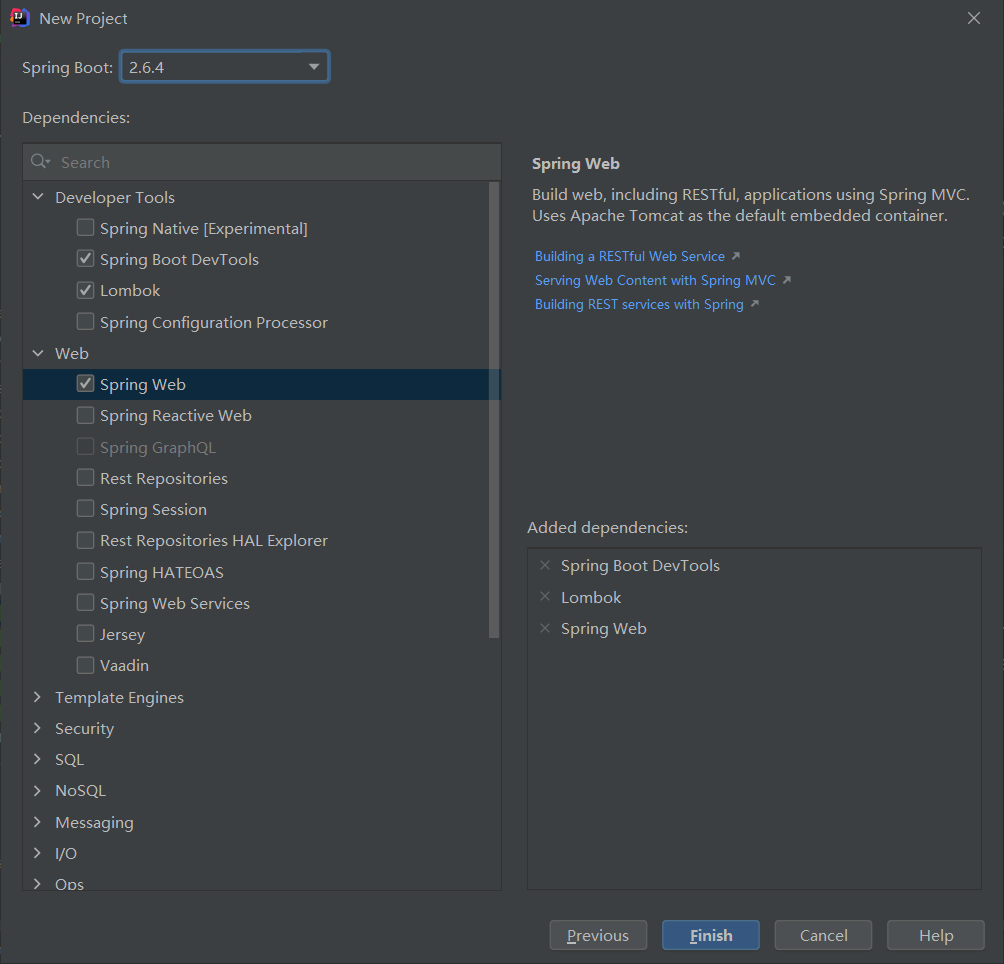 New Project
Spring Boot: 2.6.4
Dependencies:
Search
Developer Tools
Spring Native [Experimental]
Spring Boot DevTools
Lombok
Spring Configuration Processor
Web
Spring Web
Spring Reactive Web
Spring GraphQL
Rest Repositories
Spring Session
Rest Repositories HAL Explorer
Spring HATEOAS
Spring Web Services
Jersey
Vaadin
Template Engines
Security
SQL
NoSQL
Messaging
I/O
Ops
Spring Web
Build web, including RESTful, applications using Spring MVC.
Uses Apache Tomcat as the default embedded container.
Building a RESTful Web Service
Serving Web Content with Spring MVC
Building REST services with Spring
Added dependencies:
Spring Boot DevTools
Lombok
Spring Web
Previous
Finish
Cancel
Help